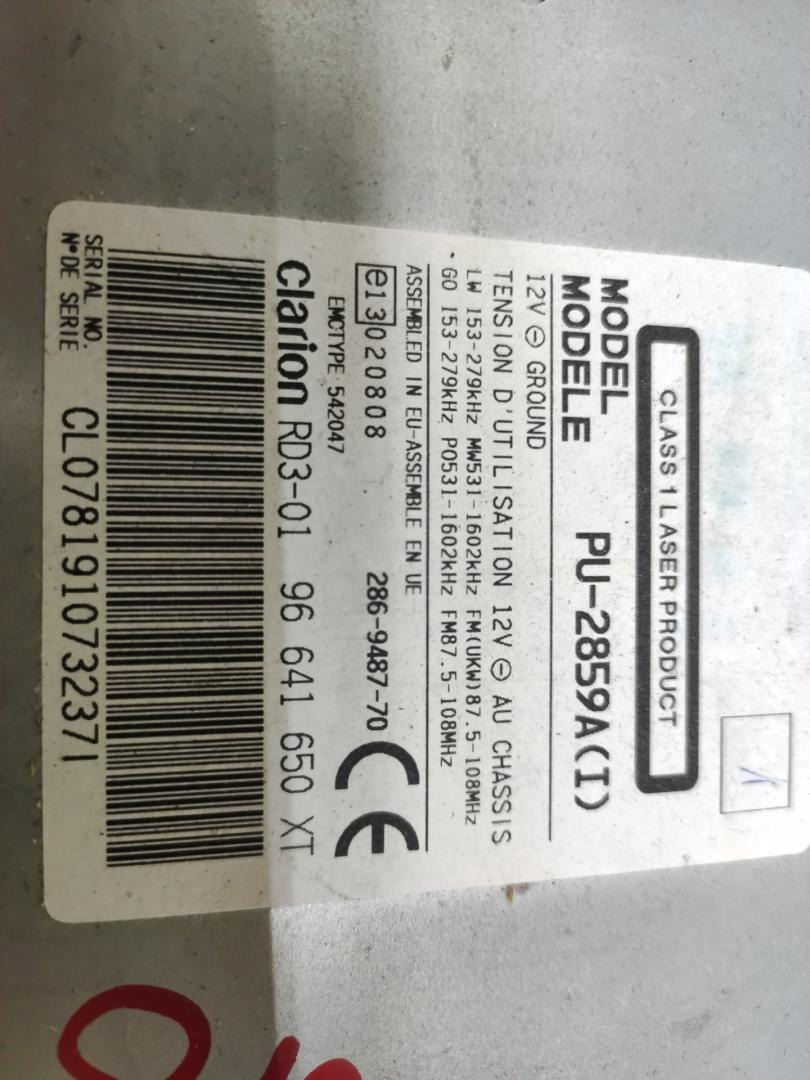 CLASS 1 LASER PRODUCT
MODEL
MODELE PU-2859A(I)
12V ⊖ GROUND
TENSION D'UTILISATION 12V ⊖ AU CHASSIS
LW 153-279kHz MW531-1602kHz FM(UKW)87.5-108MHz
GO 153-279kHz PO531-1602kHz FM87.5-108MHz
ASSEMBLED IN EU-ASSEMBLE EN UE
e13 020808 286-9487-70 CE
EMCTYPE 542047
Clarion RD3-01 96 641 650 XT
SERIAL NO.
N°DE SERIE CL07819107323７I